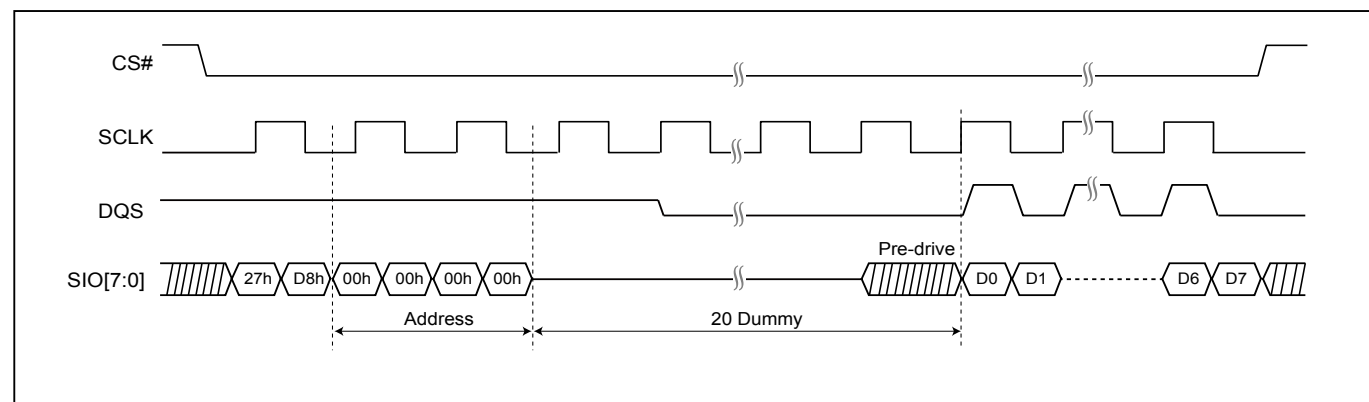 CS#
SCLK
DQS
Pre-drive
SIO[7:0] 27h D8h 00h 00h 00h 00h D0 D1 D6 D7
Address 20 Dummy